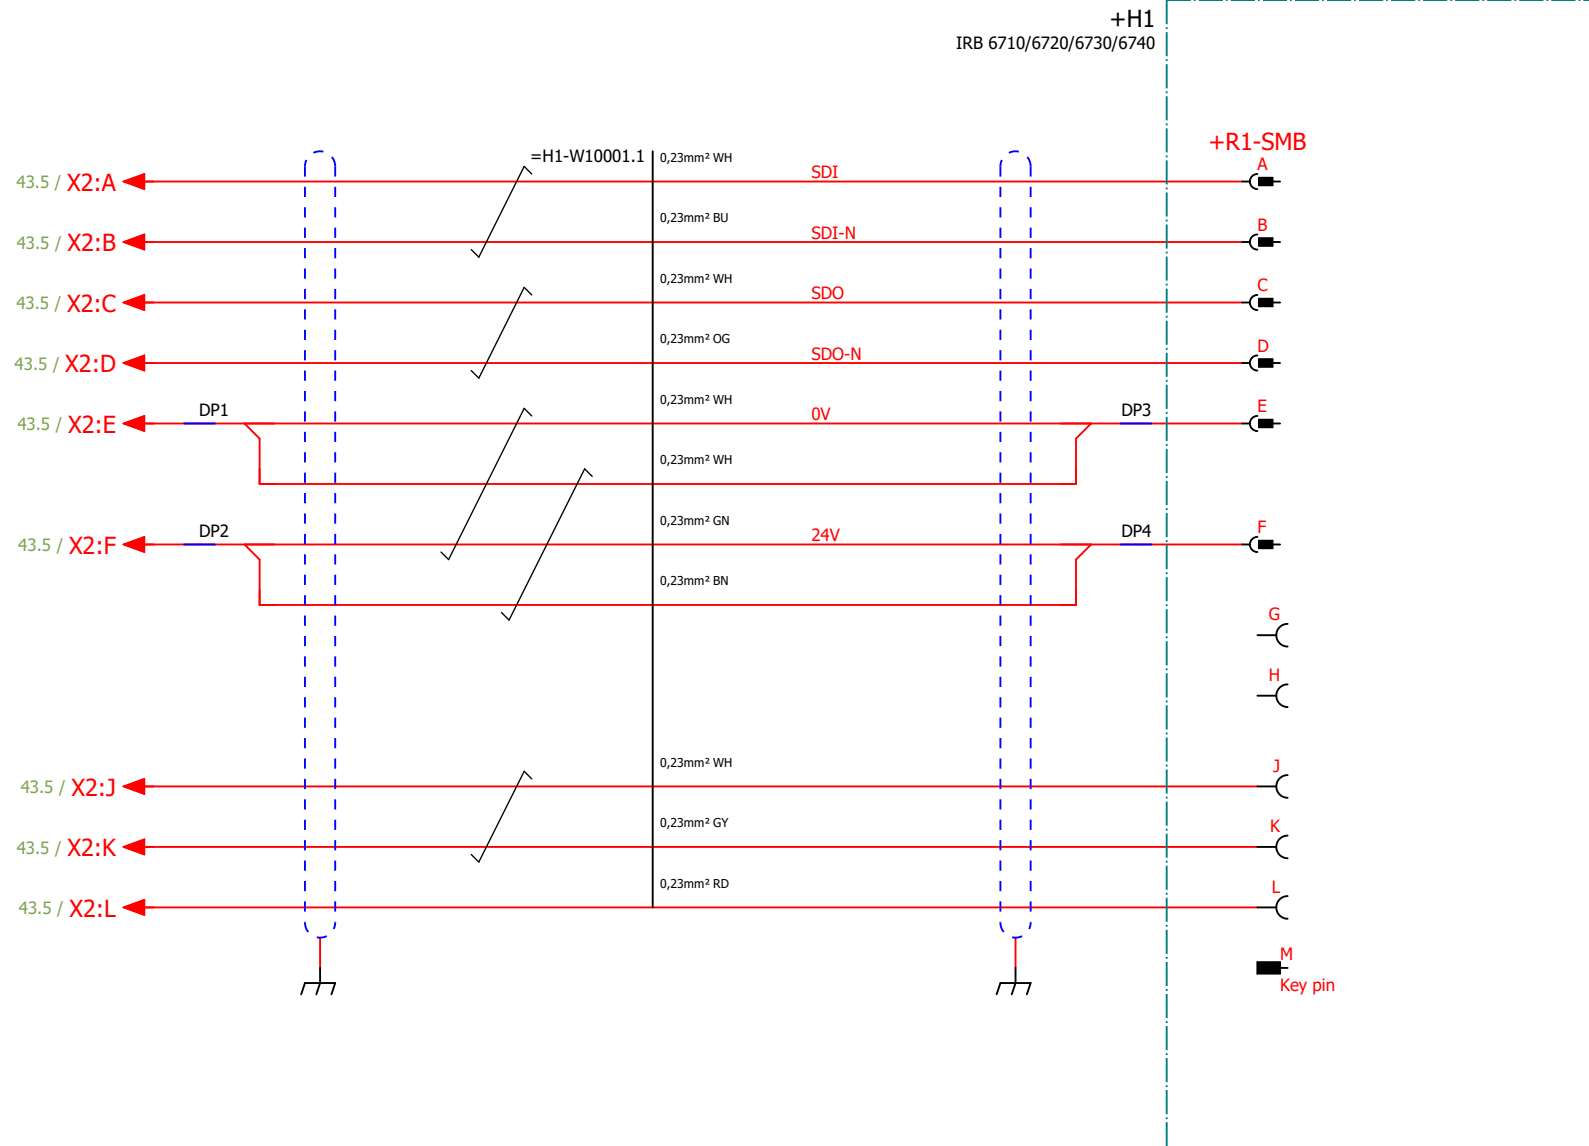 +H1
IRB 6710/6720/6730/6740
+R1-SMB
=H1-W10001.1
0,23mm² WH
A
43.5 / X2:A
SDI
0,23mm² BU
B
43.5 / X2:B
SDI-N
0,23mm² WH
C
43.5 / X2:C
SDO
0,23mm² OG
D
43.5 / X2:D
SDO-N
0,23mm² WH
E
43.5 / X2:E
DP1
0V
DP3
0,23mm² WH
0,23mm² GN
F
43.5 / X2:F
DP2
24V
DP4
0,23mm² BN
G
H
0,23mm² WH
J
43.5 / X2:J
0,23mm² GY
K
43.5 / X2:K
0,23mm² RD
L
43.5 / X2:L
M
Key pin